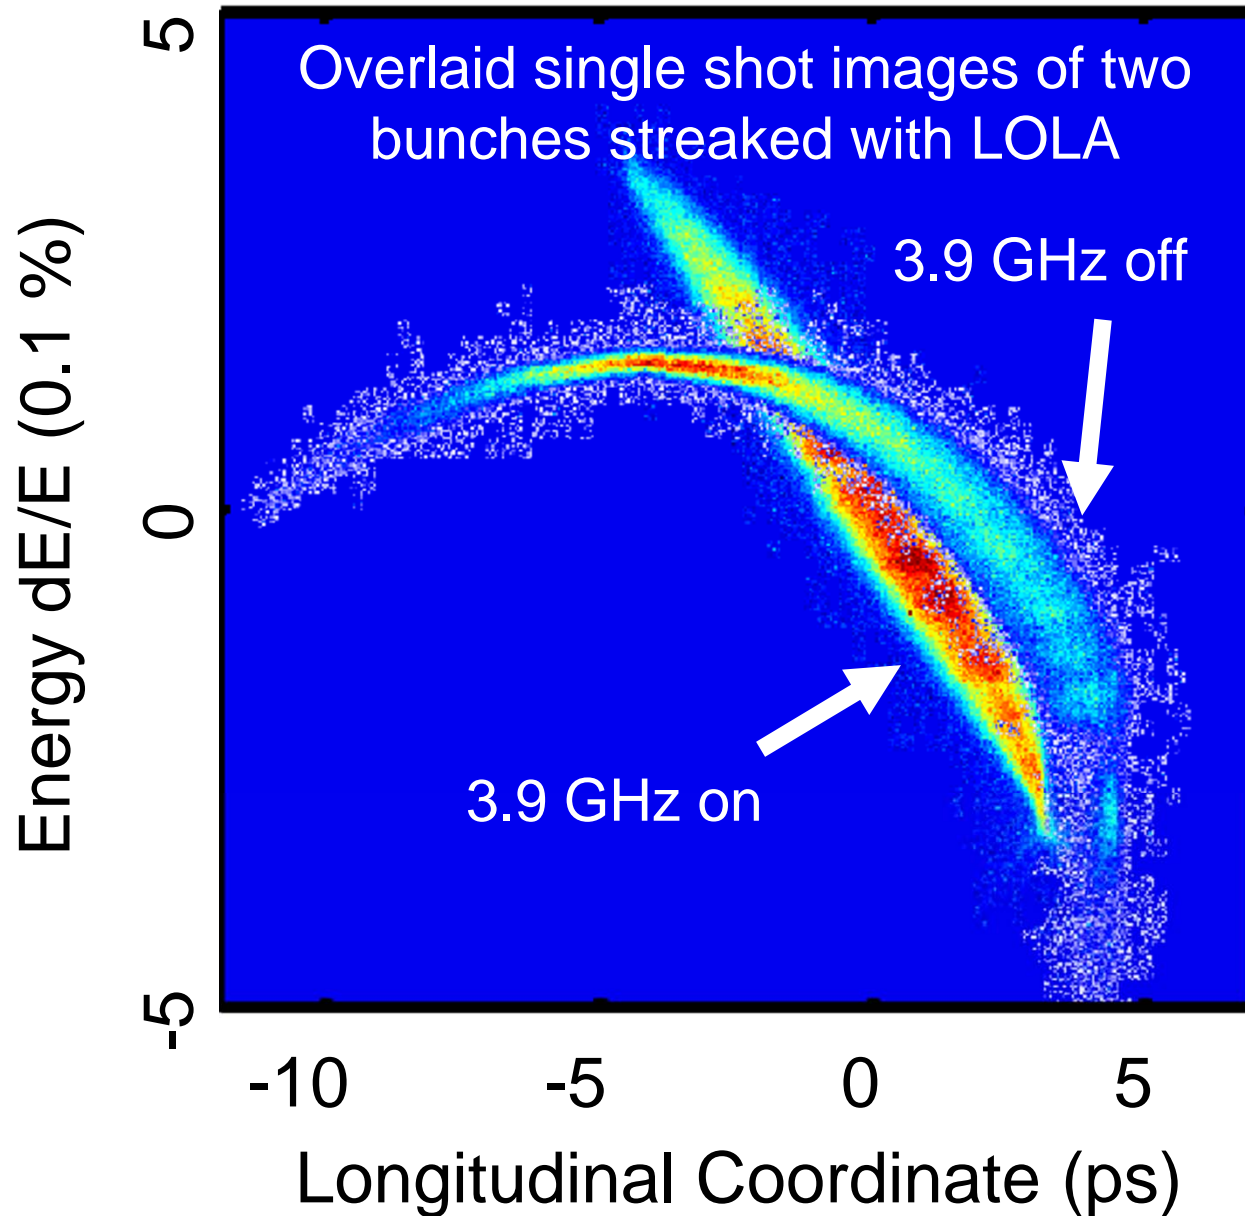 Overlaid single shot images of two
bunches streaked with LOLA
3.9 GHz off
3.9 GHz on
Energy dE/E (0.1 %)
5
0
-5
-10
-5
0
5
Longitudinal Coordinate (ps)